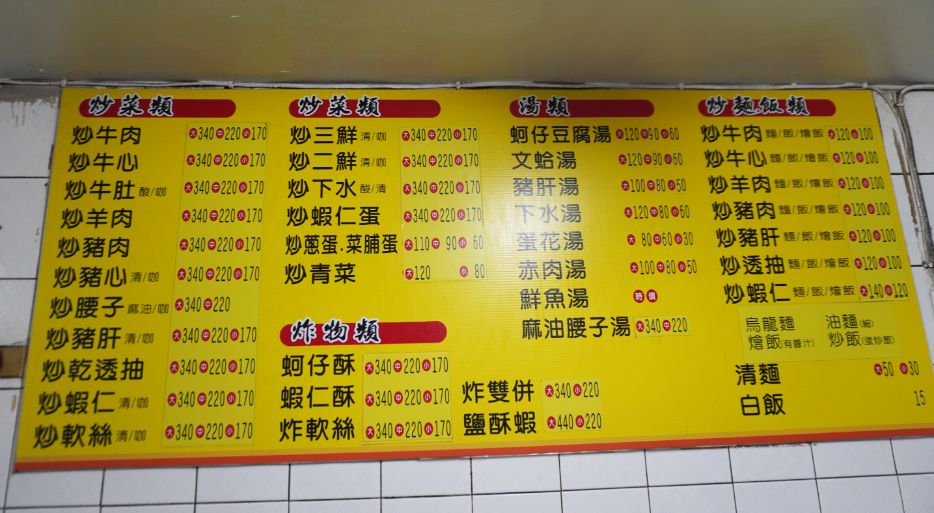 炒菜類
炒牛肉 大340中220小170
炒牛心 大340中220小170
炒牛肚 酸/咖 大340中220小170
炒羊肉 大340中220小170
炒豬肉 大340中220小170
炒豬心 清/咖 大340中220小170
炒腰子 麻油/咖 大340中220
炒豬肝 清/咖 大340中220小170
炒乾透抽 大340中220小170
炒蝦仁 清/咖 大340中220小170
炒軟絲 清/咖 大340中220小170
炒菜類
炒三鮮 清/咖 大340中220小170
炒二鮮 清/咖 大340中220小170
炒下水 酸/清 大340中220小170
炒蝦仁蛋 大340中220小170
炒蔥蛋.菜脯蛋 大110中90小60
炒青菜 大120 小80
炸物類
蚵仔酥 大340中220小170
蝦仁酥 大340中220小170
炸軟絲 大340中220小170
炸雙併 大340小220
鹽酥蝦 大440小220
湯類
蚵仔豆腐湯 大120中90小60
文蛤湯 大120中90小60
豬肝湯 大100中80小50
下水湯 大120中80小60
蛋花湯 大80中60小30
赤肉湯 大100中80小50
鮮魚湯 時價
麻油腰子湯 大340中220
炒麵飯類
炒牛肉 麵/飯/燴飯 大120小100
炒牛心 麵/飯/燴飯 大120小100
炒羊肉 麵/飯/燴飯 大120小100
炒豬肉 麵/飯/燴飯 大120小100
炒豬肝 麵/飯/燴飯 大120小100
炒透抽 麵/飯/燴飯 大120小100
炒蝦仁 麵/飯/燴飯 大140小120
烏龍麵 油麵(細)
燴飯(有醬汁) 炒飯(蛋炒飯)
清麵 大50小30
白飯 15